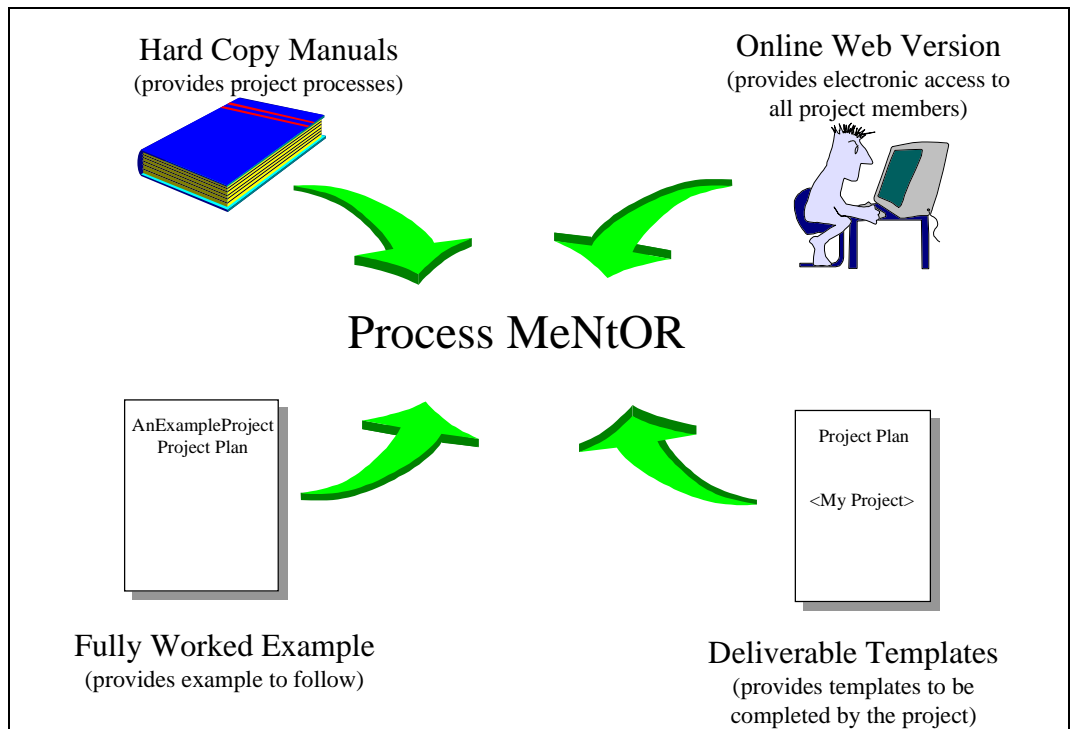 Hard Copy Manuals
(provides project processes)
Online Web Version
(provides electronic access to
all project members)
Process MeNtOR
AnExampleProject
Project Plan
Fully Worked Example
(provides example to follow)
Project Plan
<My Project>
Deliverable Templates
(provides templates to be
completed by the project)